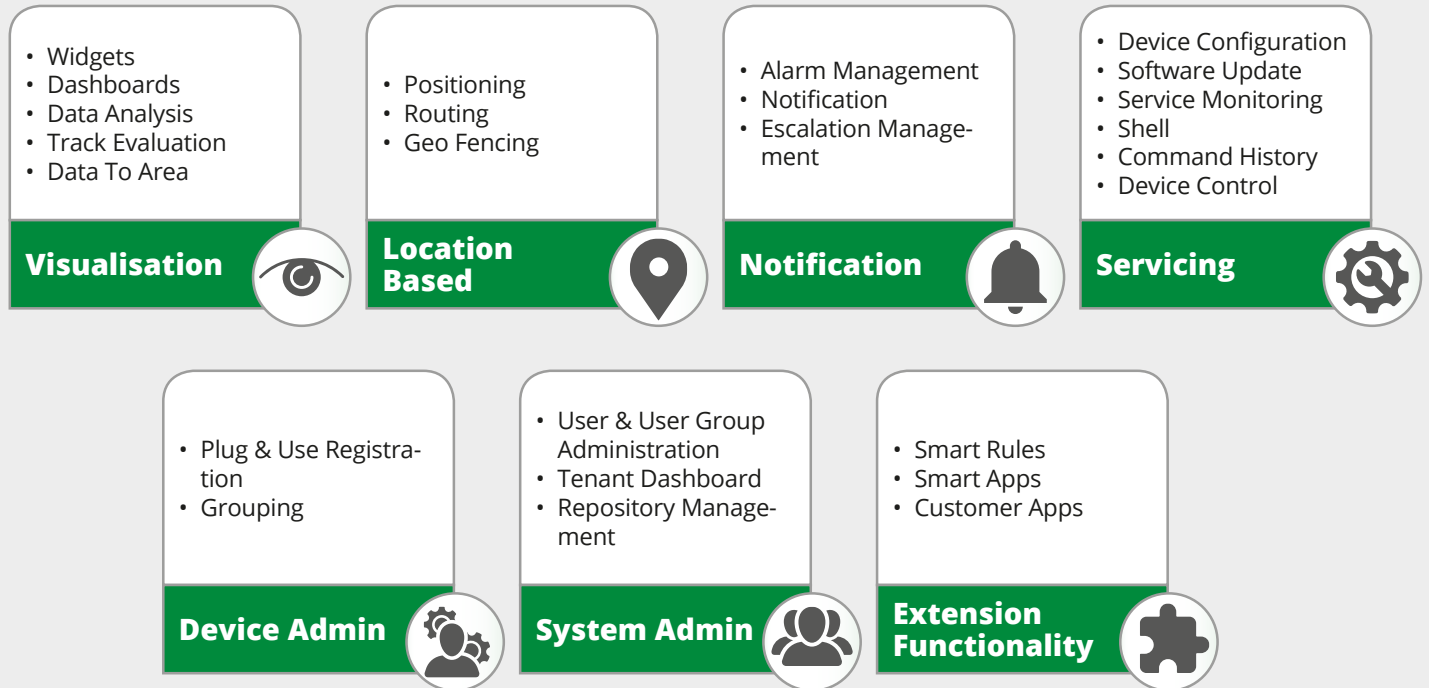 • Widgets
• Dashboards
• Data Analysis
• Track Evaluation
• Data To Area
Visualisation
• Positioning
• Routing
• Geo Fencing
Location
Based
• Alarm Management
• Notification
• Escalation Manage-
ment
Notification
• Device Configuration
• Software Update
• Service Monitoring
• Shell
• Command History
• Device Control
Servicing
• Plug & Use Registra-
tion
• Grouping
Device Admin
• User & User Group
Administration
• Tenant Dashboard
• Repository Manage-
ment
System Admin
• Smart Rules
• Smart Apps
• Customer Apps
Extension
Functionality